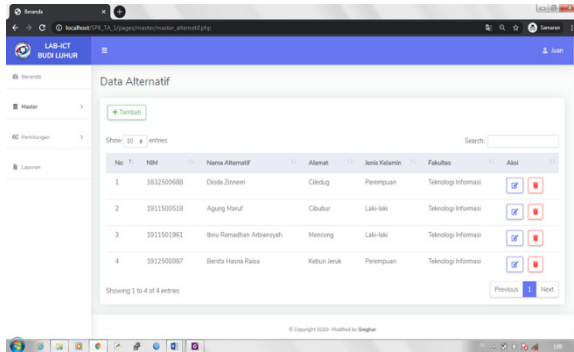 Beranda
localhost/SPK_TA_1/pages/master/master_alternatif.php
Samaran
LAB-ICT
BUDI LUHUR
Juan
Beranda
Master
Perhitungan
Laporan
Data Alternatif
+ Tambah
Show 10 entries
Search:
No NIM Nama Alternatif Alamat Jenis Kelamin Fakultas Aksi
1 1832500688 Dioda Zinnerri Ciledug Perempuan Teknologi Informasi
2 1911500518 Agung Maruf Cibubur Laki-laki Teknologi Informasi
3 1911501961 Ibnu Ramadhan Arbiansyah Mencong Laki-laki Teknologi Informasi
4 1912500087 Benita Hasna Raisa Kebun Jeruk Perempuan Teknologi Informasi
Showing 1 to 4 of 4 entries
Previous 1 Next
© Copyright 2020- Modified by Greghar